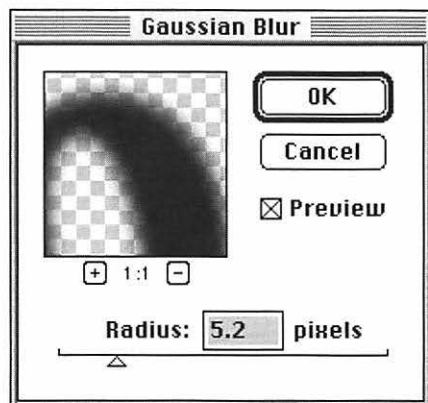 Gaussian Blur
OK
Cancel
Preview
+ 1:1 −
Radius: 5.2 pixels